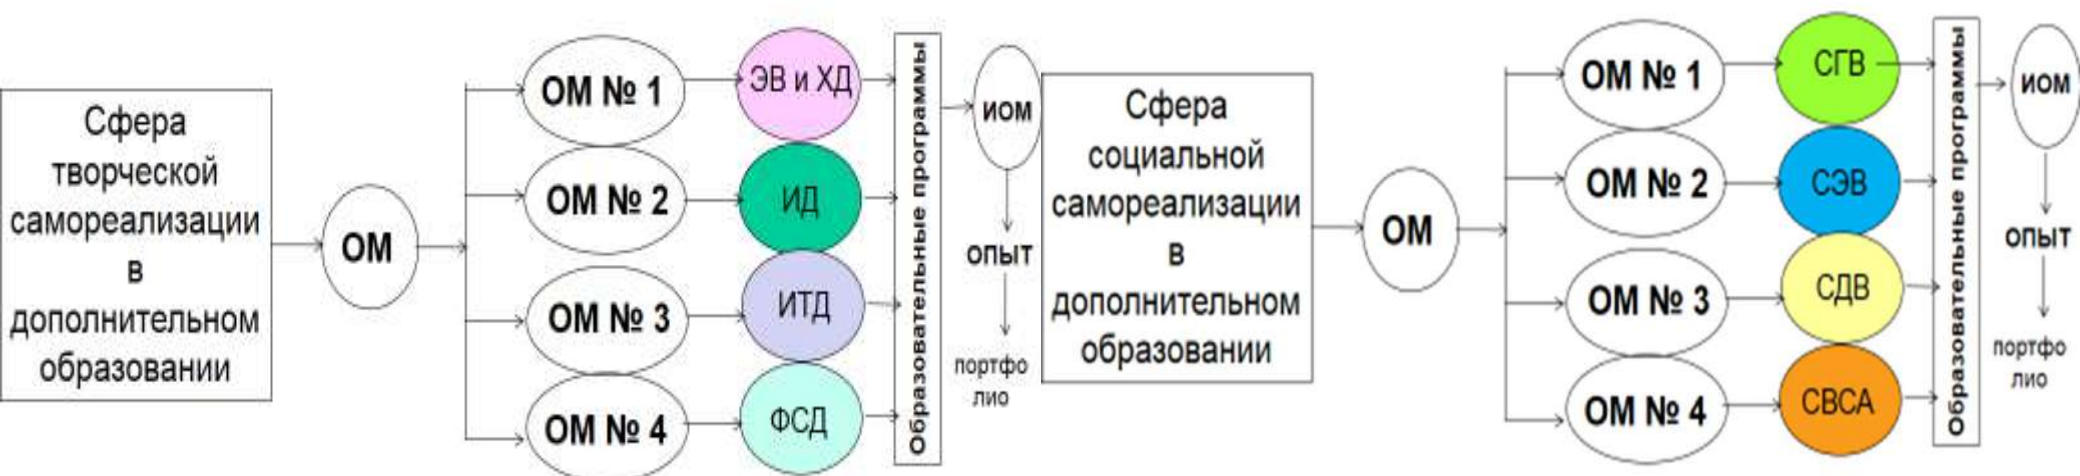 Сфера
творческой
самореализации
в
дополнительном
образовании
ОМ
ОМ № 1
ОМ № 2
ОМ № 3
ОМ № 4
ЭВ и ХД
ИД
ИТД
ФСД
Образовательные программы
ИОМ
ОПЫТ
портфо
лио
Сфера
социальной
самореализации
в
дополнительном
образовании
ОМ
ОМ № 1
ОМ № 2
ОМ № 3
ОМ № 4
СГВ
СЭВ
СДВ
СВСА
Образовательные программы
ИОМ
ОПЫТ
портфо
лио